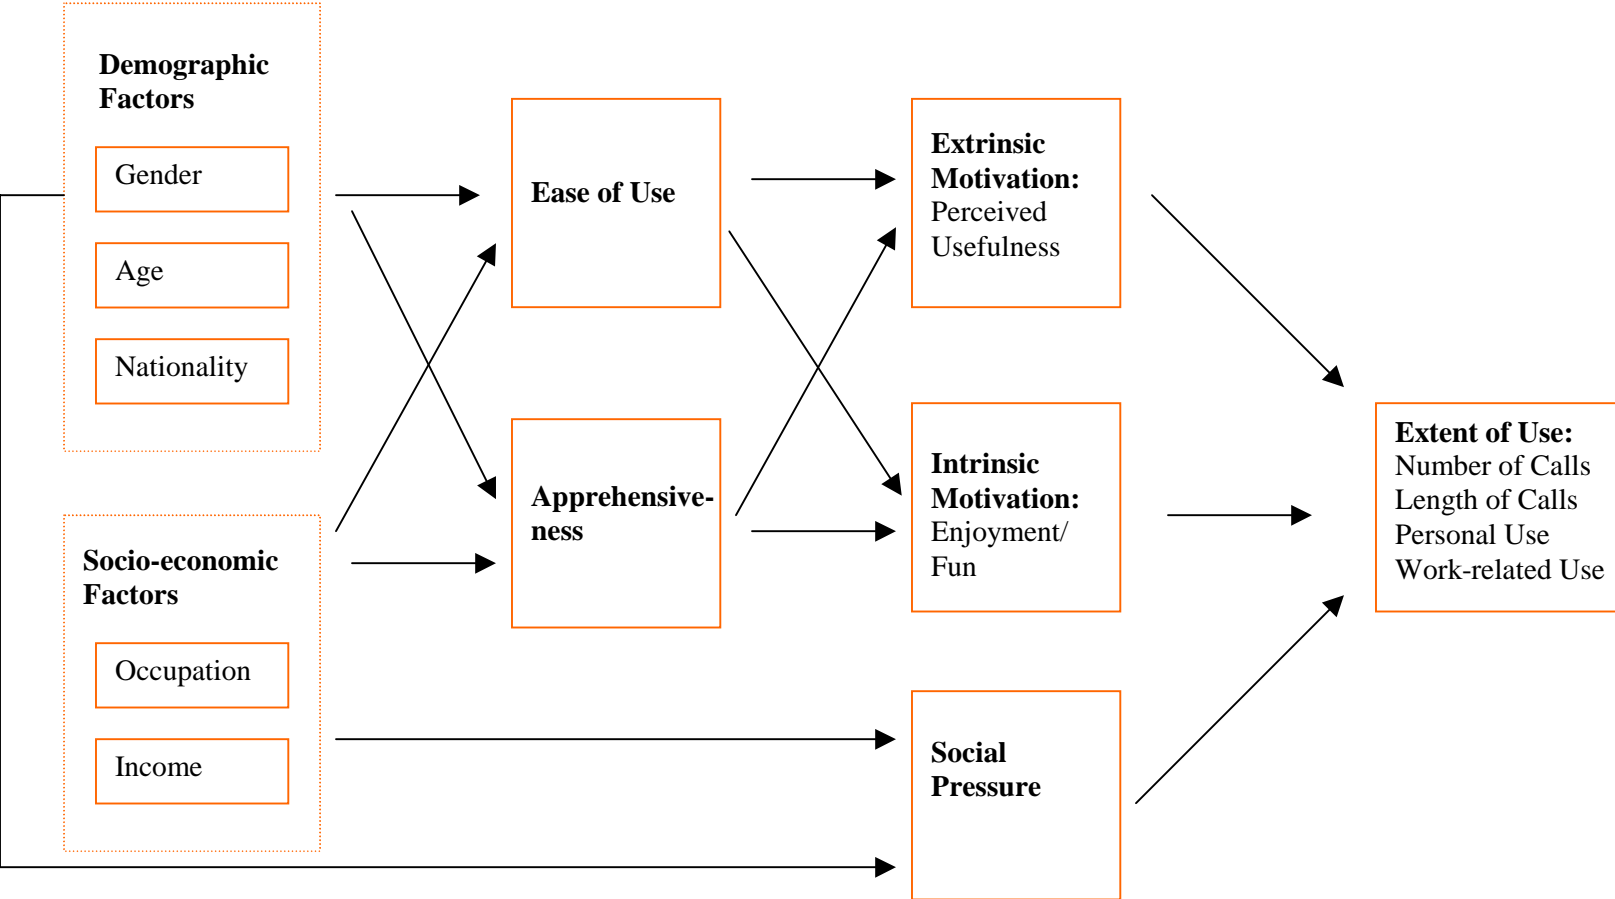 Demographic
Factors
Gender
Age
Nationality
Socio-economic
Factors
Occupation
Income
Ease of Use
Apprehensive-
ness
Extrinsic
Motivation:
Perceived
Usefulness
Intrinsic
Motivation:
Enjoyment/
Fun
Social
Pressure
Extent of Use:
Number of Calls
Length of Calls
Personal Use
Work-related Use